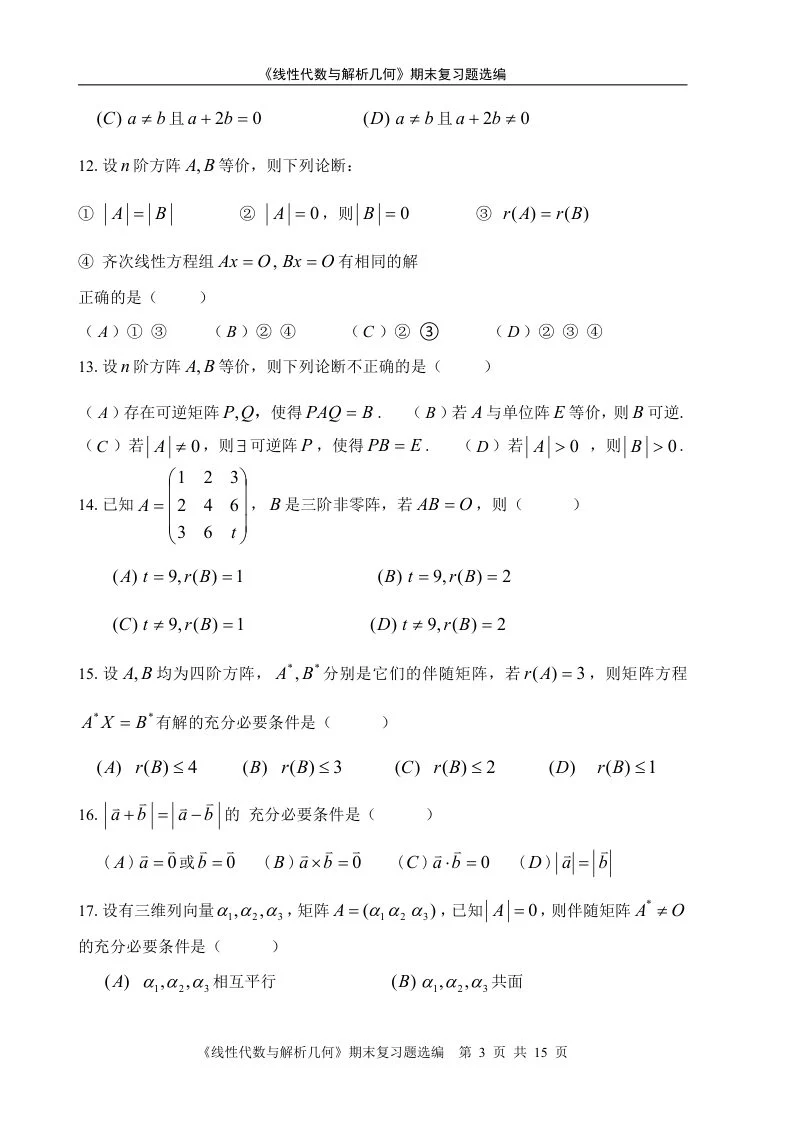 《线性代数与解析几何》期末复习题选编
(C) a ≠ b 且 a + 2b = 0 (D) a ≠ b 且 a + 2b ≠ 0
12. 设 n 阶方阵 A, B 等价，则下列论断：
① |A| = |B| ② |A| = 0，则 |B| = 0 ③ r(A) = r(B)
④ 齐次线性方程组 Ax = O, Bx = O 有相同的解
正确的是（ ）
（A）① ③ （B）② ④ （C）② ③ （D）② ③ ④
13. 设 n 阶方阵 A, B 等价，则下列论断不正确的是（ ）
（A）存在可逆矩阵 P, Q，使得 PAQ = B. （B）若 A 与单位阵 E 等价，则 B 可逆.
（C）若 |A| ≠ 0，则 ∃ 可逆阵 P，使得 PB = E. （D）若 |A| > 0 ，则 |B| > 0.
1 2 3
14. 已知 A = 2 4 6 ，B 是三阶非零阵，若 AB = O，则（ ）
3 6 t
(A) t = 9, r(B) = 1 (B) t = 9, r(B) = 2
(C) t ≠ 9, r(B) = 1 (D) t ≠ 9, r(B) = 2
15. 设 A, B 均为四阶方阵，A*, B* 分别是它们的伴随矩阵，若 r(A) = 3，则矩阵方程
A*X = B* 有解的充分必要条件是（ ）
(A) r(B) ≤ 4 (B) r(B) ≤ 3 (C) r(B) ≤ 2 (D) r(B) ≤ 1
16. |a⃗ + b⃗| = |a⃗ − b⃗| 的 充分必要条件是（ ）
（A）a⃗ = 0⃗ 或 b⃗ = 0⃗ （B）a⃗ × b⃗ = 0⃗ （C）a⃗ · b⃗ = 0 （D）|a⃗| = |b⃗|
17. 设有三维列向量 α₁, α₂, α₃，矩阵 A = (α₁ α₂ α₃)，已知 |A| = 0，则伴随矩阵 A* ≠ O
的充分必要条件是（ ）
(A) α₁, α₂, α₃ 相互平行 (B) α₁, α₂, α₃ 共面
《线性代数与解析几何》期末复习题选编 第 3 页 共 15 页